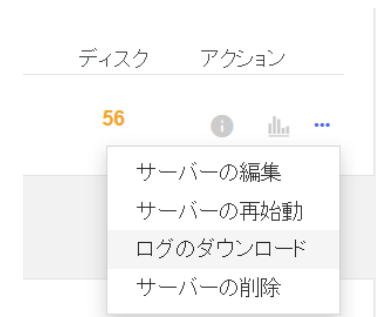 ディスク アクション
56
サーバーの編集
サーバーの再始動
ログのダウンロード
サーバーの削除